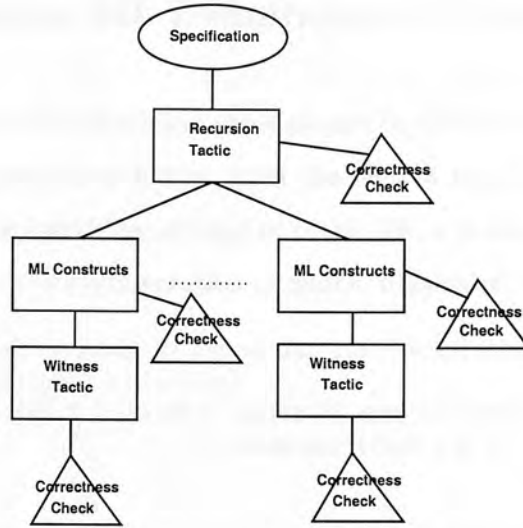 Specification
Recursion
Tactic
Correctness
Check
ML Constructs
Correctness
Check
Witness
Tactic
Correctness
Check
ML Constructs
Correctness
Check
Witness
Tactic
Correctness
Check